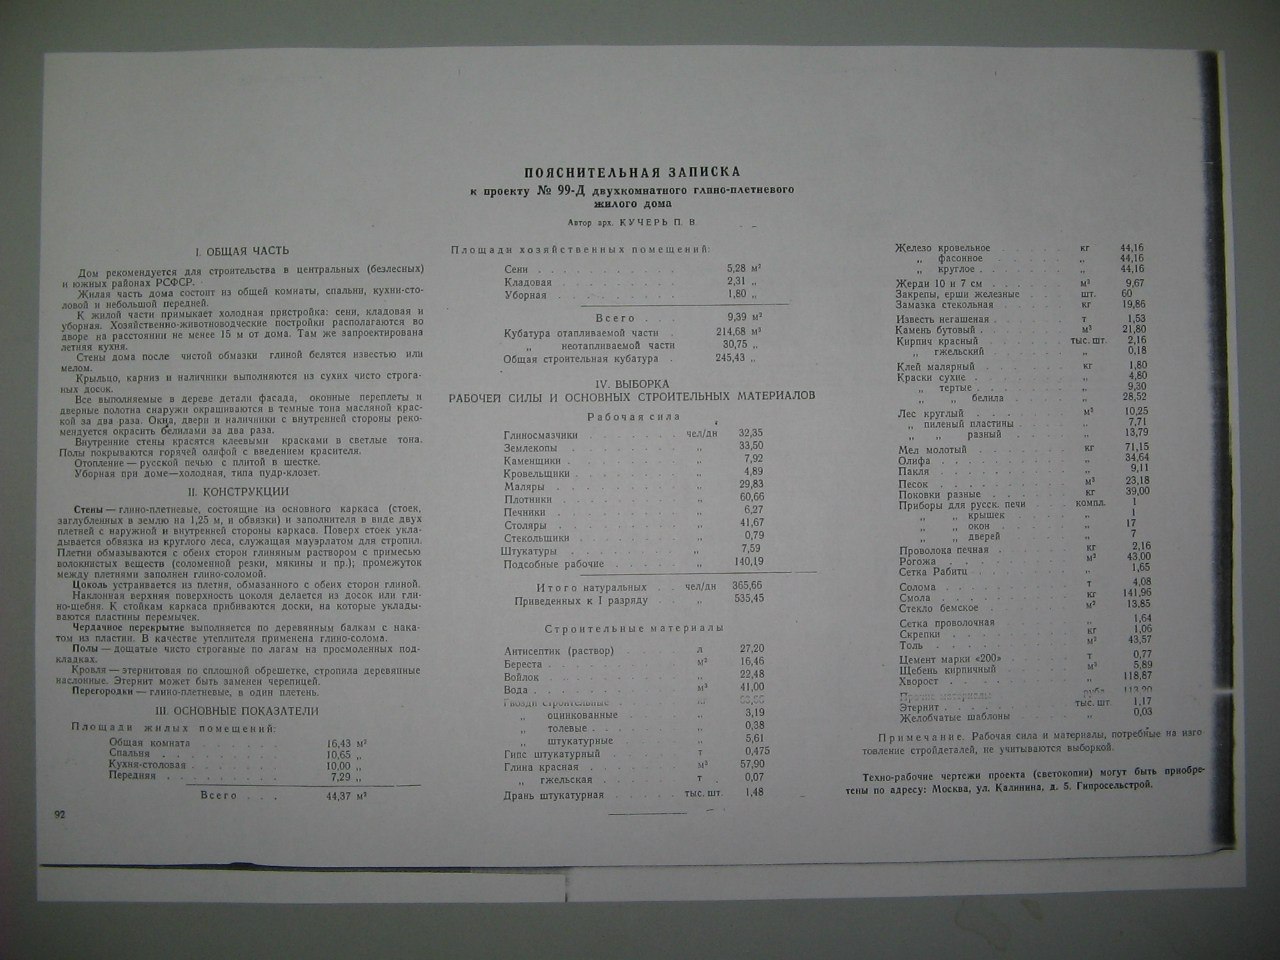 ПОЯСНИТЕЛЬНАЯ ЗАПИСКА
к проекту № 99-Д двухкомнатного глино-плетневого
жилого дома
Автор арх. КУЧЕРЬ П. В.
I. ОБЩАЯ ЧАСТЬ
Дом рекомендуется для строительства в центральных (безлесных)
и южных районах РСФСР.
Жилая часть дома состоит из общей комнаты, спальни, кухни-сто-
ловой и небольшой передней.
К жилой части примыкает холодная пристройка: сени, кладовая и
уборная. Хозяйственно-животноводческие постройки располагаются во
дворе на расстоянии не менее 15 м от дома. Там же запроектирована
летняя кухня.
Стены дома после чистой обмазки глиной белятся известью или
мелом.
Крыльцо, карниз и наличники выполняются из сухих чисто строга-
ных досок.
Все выполняемые в дереве детали фасада, оконные переплеты и
дверные полотна снаружи окрашиваются в темные тона масляной крас-
кой за два раза. Окна, двери и наличники с внутренней стороны реко-
мендуется окрасить белилами за два раза.
Внутренние стены красятся клеевыми красками в светлые тона.
Полы покрываются горячей олифой с введением красителя.
Отопление — русской печью с плитой в шестке.
Уборная при доме—холодная, типа пудр-клозет.
II. КОНСТРУКЦИИ
Стены — глино-плетневые, состоящие из основного каркаса (стоек,
заглубленных в землю на 1,25 м, и обвязки) и заполнителя в виде двух
плетней с наружной и внутренней стороны каркаса. Поверх стоек укла-
дывается обвязка из круглого леса, служащая мауэрлатом для стропил.
Плетни обмазываются с обеих сторон глиняным раствором с примесью
волокнистых веществ (соломенной резки, мякины и пр.); промежуток
между плетнями заполнен глино-соломой.
Цоколь устраивается из плетня, обмазанного с обеих сторон глиной.
Наклонная верхняя поверхность цоколя делается из досок или гли-
но-щебня. К стойкам каркаса прибиваются доски, на которые уклады-
ваются пластины перемычек.
Чердачное перекрытие выполняется по деревянным балкам с нака-
том из пластин. В качестве утеплителя применена глино-солома.
Полы — дощатые чисто строганые по лагам на просмоленных под-
кладках.
Кровля — этернитовая по сплошной обрешетке, стропила деревянные
наслонные. Этернит может быть заменен черепицей.
Перегородки — глино-плетневые, в один плетень.
III. ОСНОВНЫЕ ПОКАЗАТЕЛИ
Площади жилых помещений:
Общая комната . . . . . . 16,43 м²
Спальня . . . . . . 10,65 „
Кухня-столовая . . . . . . 10,00 „
Передняя . . . . . . 7,29 „
Всего . . . 44,37 м²
92
Площади хозяйственных помещений:
Сени . . . . . . 5,28 м²
Кладовая . . . . . . 2,31 „
Уборная . . . . . . 1,80 „
Всего . . . 9,39 м²
Кубатура отапливаемой части . 214,68 м³
„ неотапливаемой части 30,75 „
Общая строительная кубатура . 245,43 „
IV. ВЫБОРКА
РАБОЧЕЙ СИЛЫ И ОСНОВНЫХ СТРОИТЕЛЬНЫХ МАТЕРИАЛОВ
Рабочая сила
Глиносмазчики . . . . . чел/дн 32,35
Землекопы . . . . . „ 33,50
Каменщики . . . . . „ 7,92
Кровельщики . . . . . „ 4,89
Маляры . . . . . „ 29,83
Плотники . . . . . „ 60,66
Печники . . . . . „ 6,27
Столяры . . . . . „ 41,67
Стекольщики . . . . . „ 0,79
Штукатуры . . . . . „ 7,59
Подсобные рабочие . . . . . „ 140,19
Итого натуральных . чел/дн 365,66
Приведенных к I разряду . . „ 535,45
Строительные материалы
Антисептик (раствор) . . . л 27,20
Береста . . . . . м² 16,46
Войлок . . . . . „ 22,48
Вода . . . . . м³ 41,00
Гвозди строительные
„ оцинкованные . . . „ 3,19
„ толевые . . . „ 0,38
„ штукатурные . . . „ 5,61
Гипс штукатурный . . . т 0,475
Глина красная . . . м³ 57,90
„ гжельская . . . т 0,07
Дрань штукатурная . . . тыс. шт. 1,48
Железо кровельное . . . кг 44,16
„ фасонное . . . „ 44,16
„ круглое . . . „ 44,16
Жерди 10 и 7 см . . . м³ 9,67
Закрепы, ерши железные . . шт. 60
Замазка стекольная . . . кг 19,86
Известь негашеная . . . т 1,53
Камень бутовый . . . м³ 21,80
Кирпич красный . . . тыс. шт. 2,16
„ гжельский . . . „ 0,18
Клей малярный . . . кг 1,80
Краски сухие . . . „ 4,80
„ тертые . . . „ 9,30
„ „ белила . . . „ 28,52
Лес круглый . . . м³ 10,25
„ пиленый пластины . . . „ 7,71
„ „ разный . . . „ 13,79
Мел молотый . . . кг 71,15
Олифа . . . „ 34,64
Пакля . . . „ 9,11
Песок . . . м³ 23,18
Поковки разные . . . кг 39,00
Приборы для русск. печи . . компл. 1
„ „ крышек . . . „ 1
„ „ окон . . . „ 17
„ „ дверей . . . „ 7
Проволока печная . . . кг 2,16
Рогожа . . . м² 43,00
Сетка Рабитц . . . „ 1,65
Солома . . . т 4,08
Смола . . . кг 141,96
Стекло бемское . . . м² 13,85
Сетка проволочная . . . „ 1,64
Скрепки . . . кг 1,06
Толь . . . м² 43,57
Цемент марки «200» . . . т 0,77
Щебень кирпичный . . . м³ 5,89
Хворост . . . „ 118,87
Прочие материалы . . . руб.
Этернит . . . тыс. шт. 1,17
Желобчатые шаблоны . . . „ 0,03
Примечание. Рабочая сила и материалы, потребные на изго
товление стройдеталей, не учитываются выборкой.
Техно-рабочие чертежи проекта (светокопии) могут быть приобре-
тены по адресу: Москва, ул. Калинина, д. 5, Гипросельстрой.